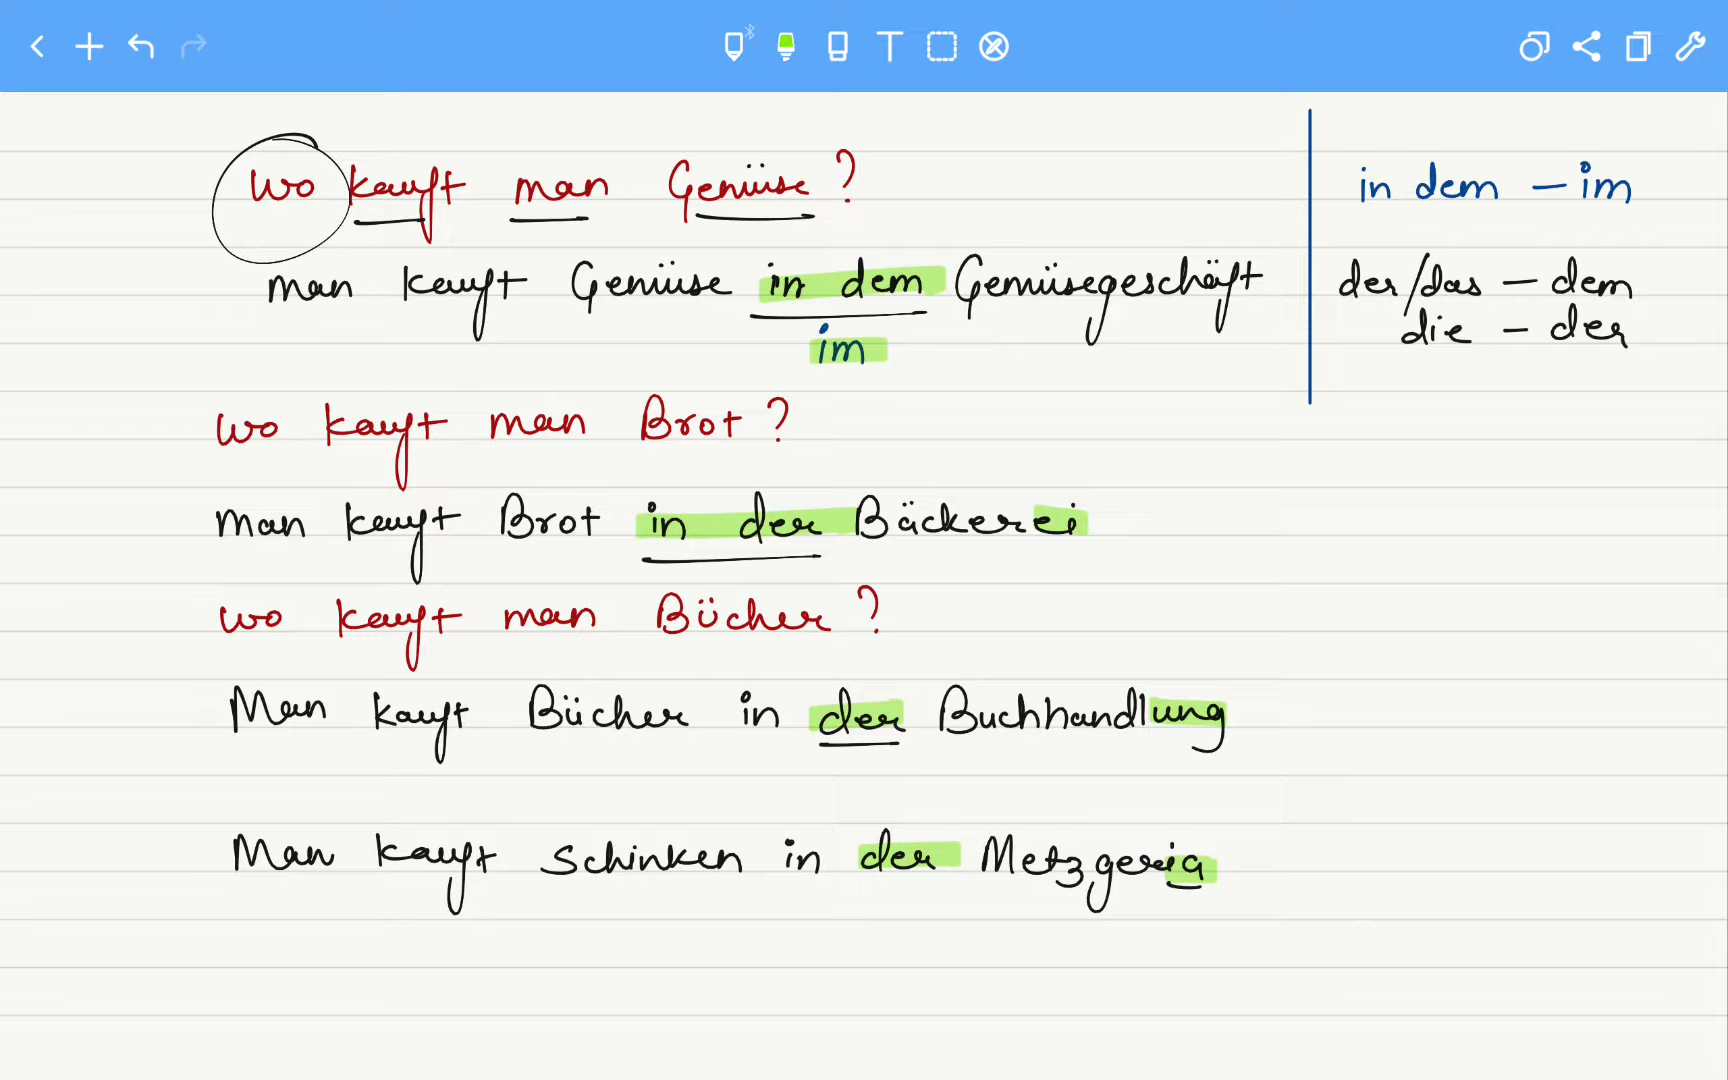 Wo kauft man Gemüse ?
man kauft Gemüse in dem Gemüsegeschäft
im
wo kauft man Brot ?
man kauft Brot in der Bäckerei
wo kauft man Bücher ?
Man kauft Bücher in der Buchhandlung
Man kauft Schinken in der Metzgereia
in dem – im
der/das – dem
die – der